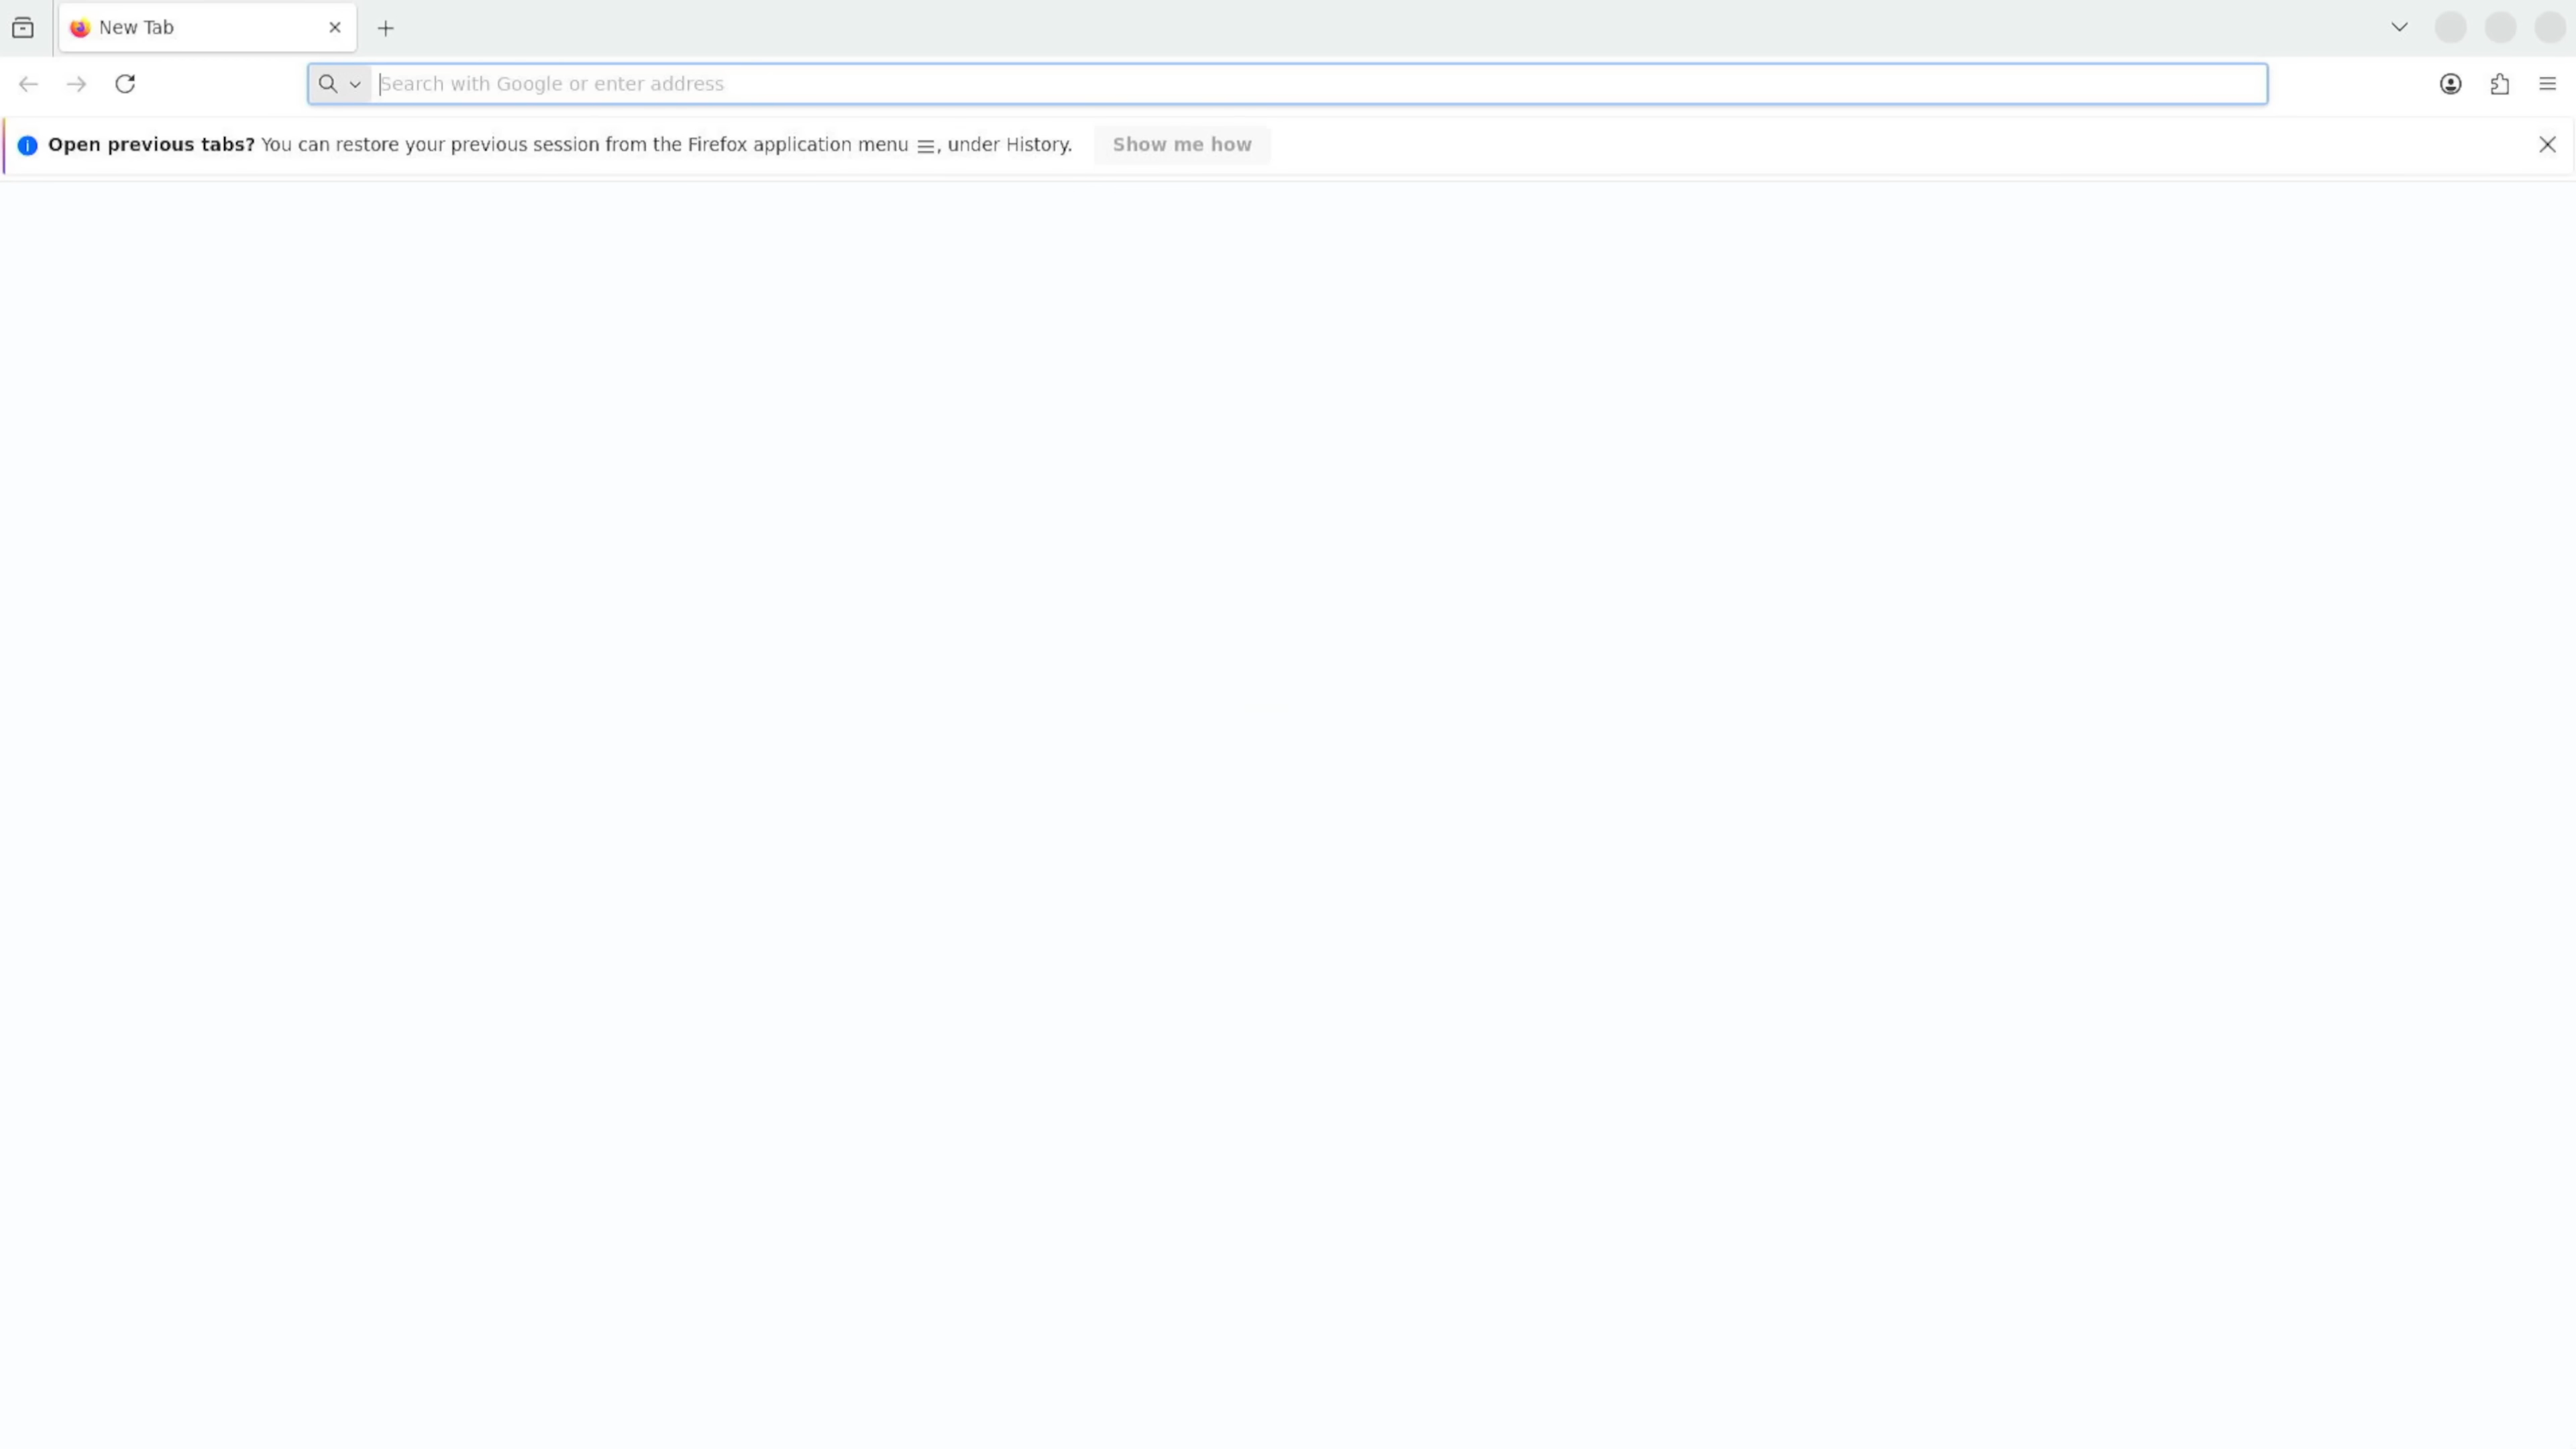 New Tab
Search with Google or enter address
Open previous tabs? You can restore your previous session from the Firefox application menu ☰, under History.
Show me how